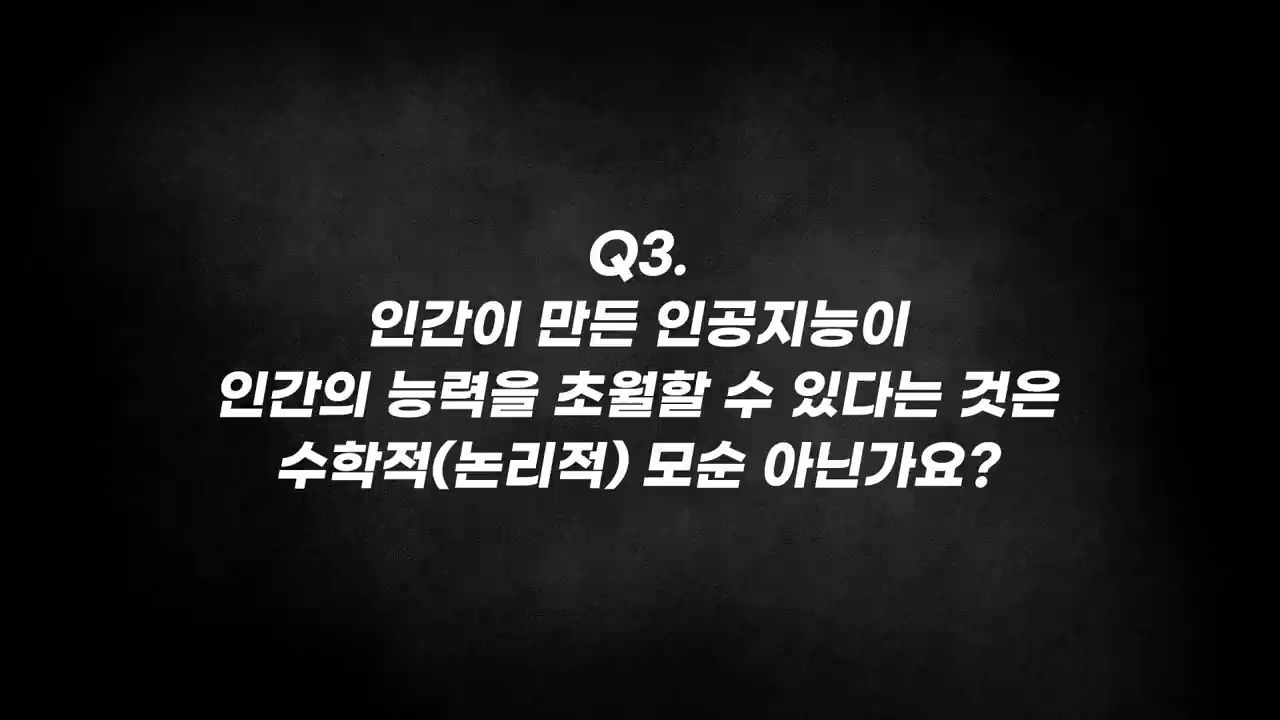 Q3.
인간이 만든 인공지능이
인간의 능력을 초월할 수 있다는 것은
수학적(논리적) 모순 아닌가요?